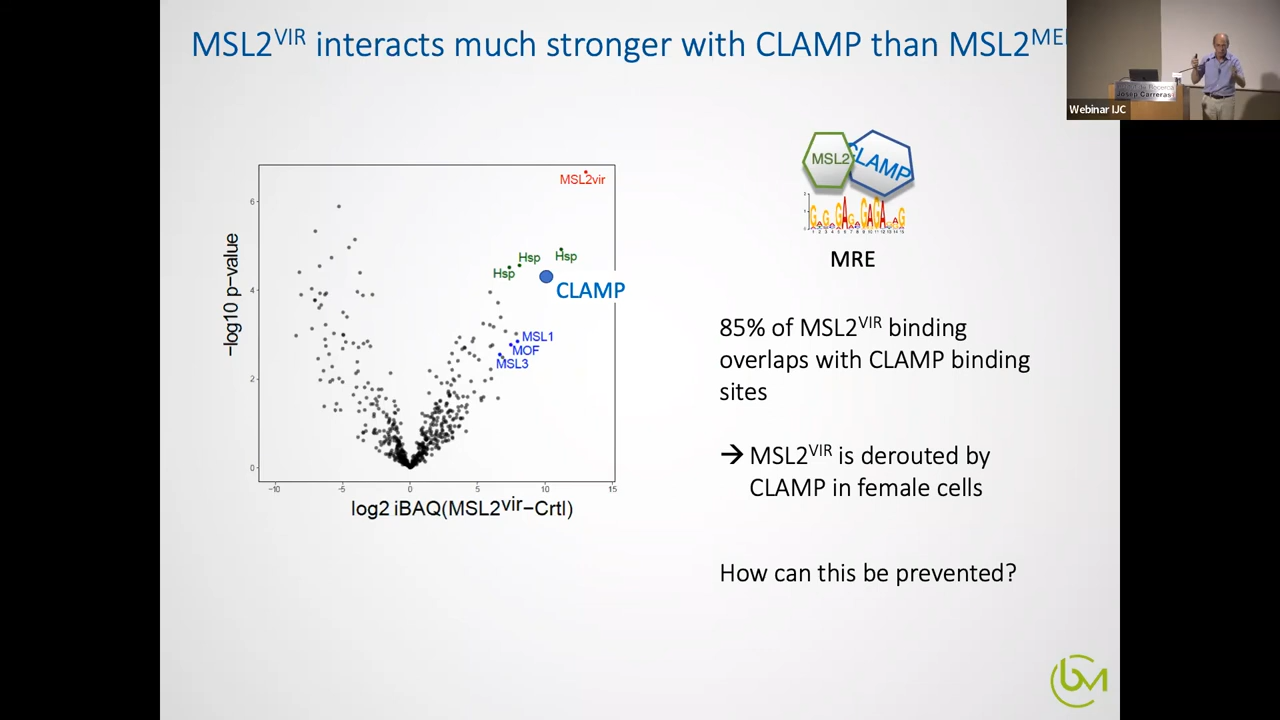 MSL2VIR interacts much stronger with CLAMP than MSL2ME
Josep Carreras
Webinar IJC
MSL2vir
Hsp
Hsp
Hsp
CLAMP
MSL1
MOF
MSL3
−log10 p−value
6
4
2
0
−10
−5
0
5
10
15
log2 iBAQ(MSL2vir−Crtl)
MSL2
CLAMP
MRE
85% of MSL2VIR binding
overlaps with CLAMP binding
sites
→ MSL2VIR is derouted by
CLAMP in female cells
How can this be prevented?
bm